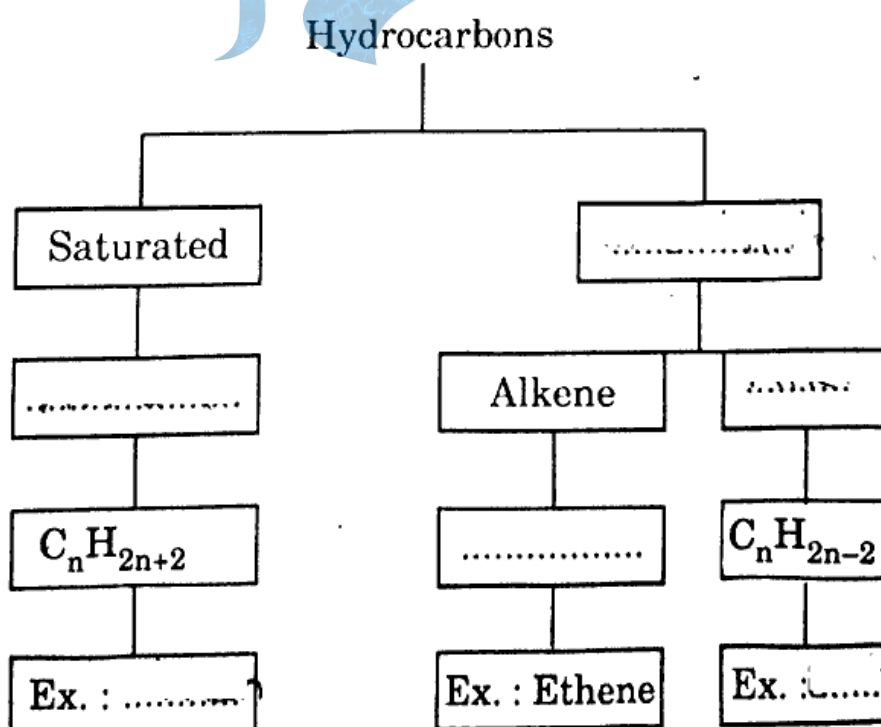 Hydrocarbons
Saturated
....................
....................
Alkene
..........
CₙH₂ₙ₊₂
..................
CₙH₂ₙ₋₂
Ex. : ............
Ex. : Ethene
Ex. : ......